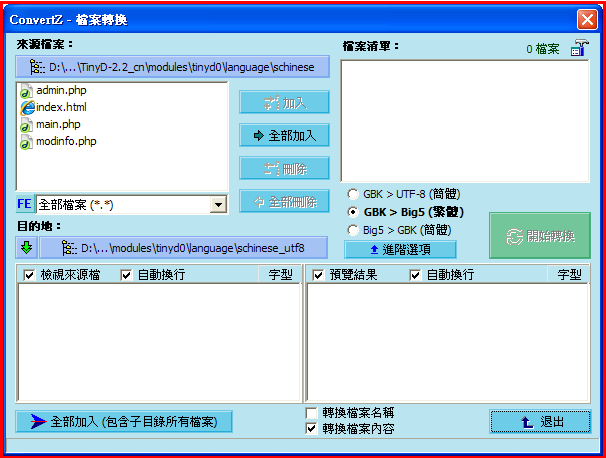 ConvertZ - 檔案轉換
來源檔案：
D:\...\TinyD-2.2_cn\modules\tinyd0\language\schinese
admin.php
index.html
main.php
modinfo.php
加入
全部加入
刪除
全部刪除
FE 全部檔案 (*.*)
目的地：
D:\...\modules\tinyd0\language\schinese_utf8
檔案清單：
0 檔案
GBK > UTF-8 (簡體)
GBK > Big5 (繁體)
Big5 > GBK (簡體)
進階選項
開始轉換
檢視來源檔 自動換行 字型
預覽結果 自動換行 字型
全部加入 (包含子目錄所有檔案)
轉換檔案名稱
轉換檔案內容
退出